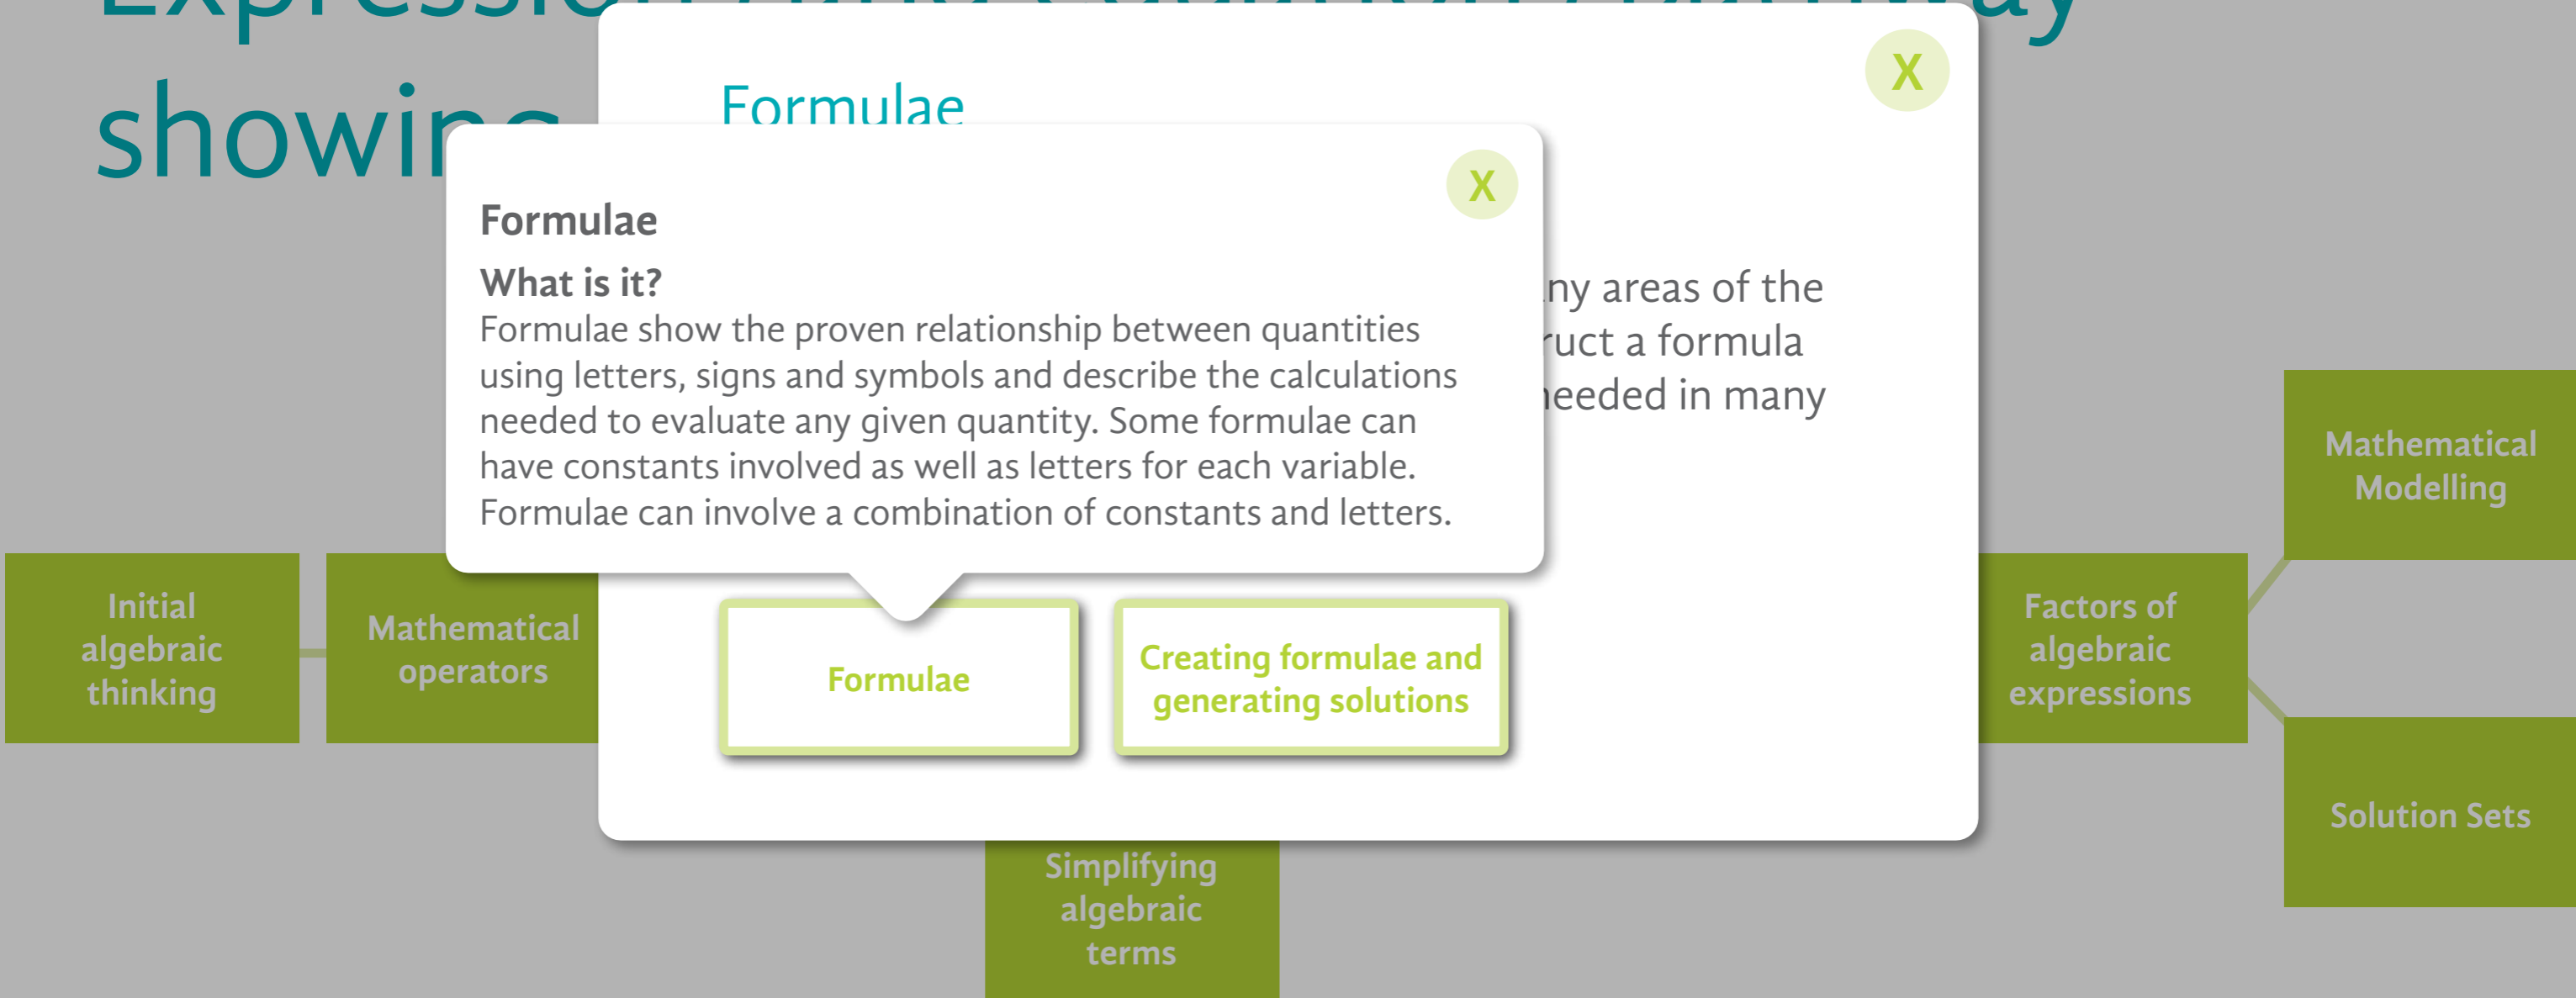 showing
Formulae
X
X
Formulae
What is it?
Formulae show the proven relationship between quantities
using letters, signs and symbols and describe the calculations
needed to evaluate any given quantity. Some formulae can
have constants involved as well as letters for each variable.
Formulae can involve a combination of constants and letters.
areas of the
a formula
in many
Formulae
Creating formulae and
generating solutions
Initial
algebraic
thinking
Mathematical
operators
Simplifying
algebraic
terms
Factors of
algebraic
expressions
Mathematical
Modelling
Solution Sets